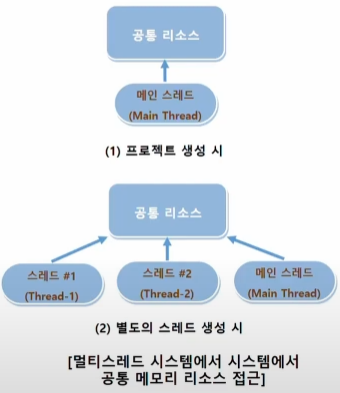 공통 리소스
메인 스레드
(Main Thread)
(1) 프로젝트 생성 시
공통 리소스
스레드 #1
(Thread-1)
스레드 #2
(Thread-2)
메인 스레드
(Main Thread)
(2) 별도의 스레드 생성 시
[멀티스레드 시스템에서 시스템에서
공통 메모리 리소스 접근]